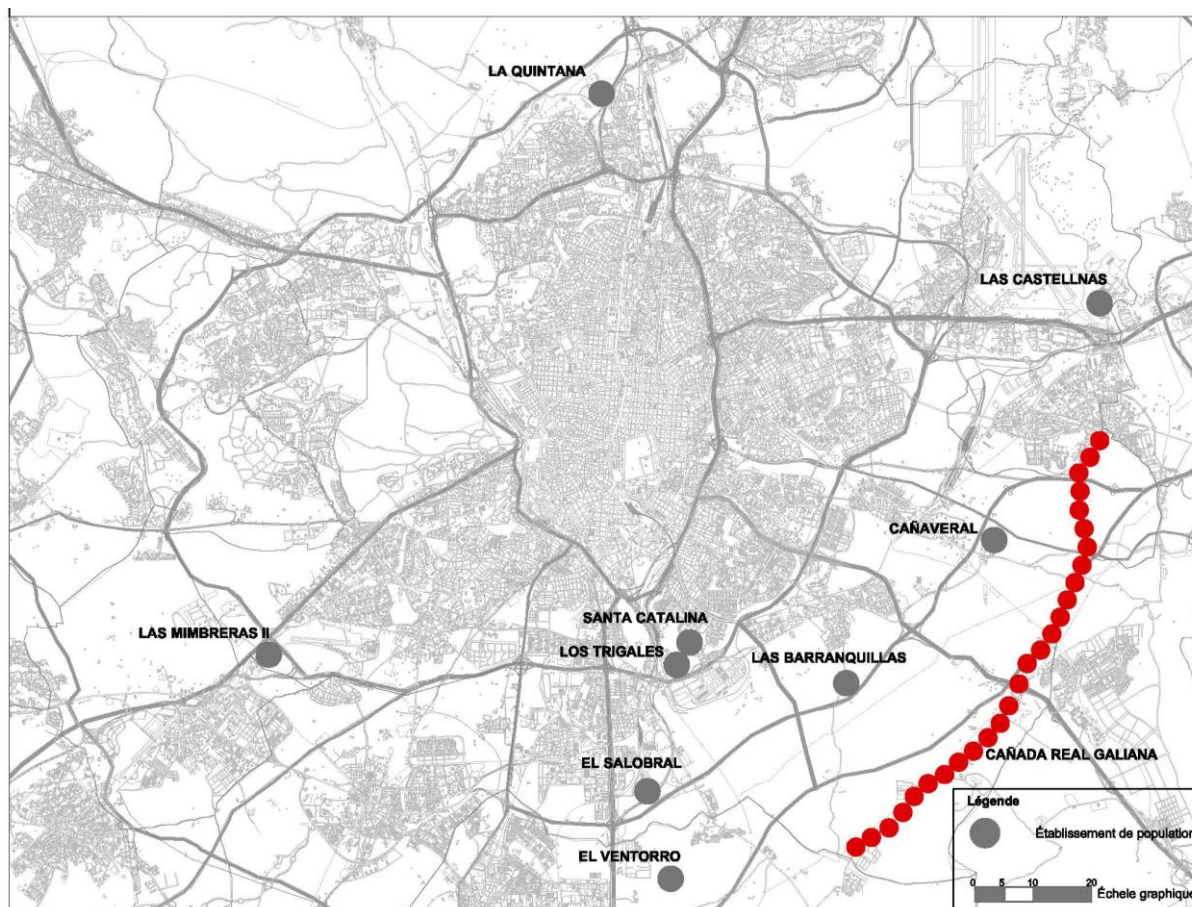 LA QUINTANA
LAS CASTELLNAS
CAÑAVERAL
SANTA CATALINA
LAS MIMBRERAS II
LOS TRIGALES
LAS BARRANQUILLAS
CAÑADA REAL GALIANA
EL SALOBRAL
EL VENTORRO
Légende
Établissement de population
0 5 10 20
Échele graphique